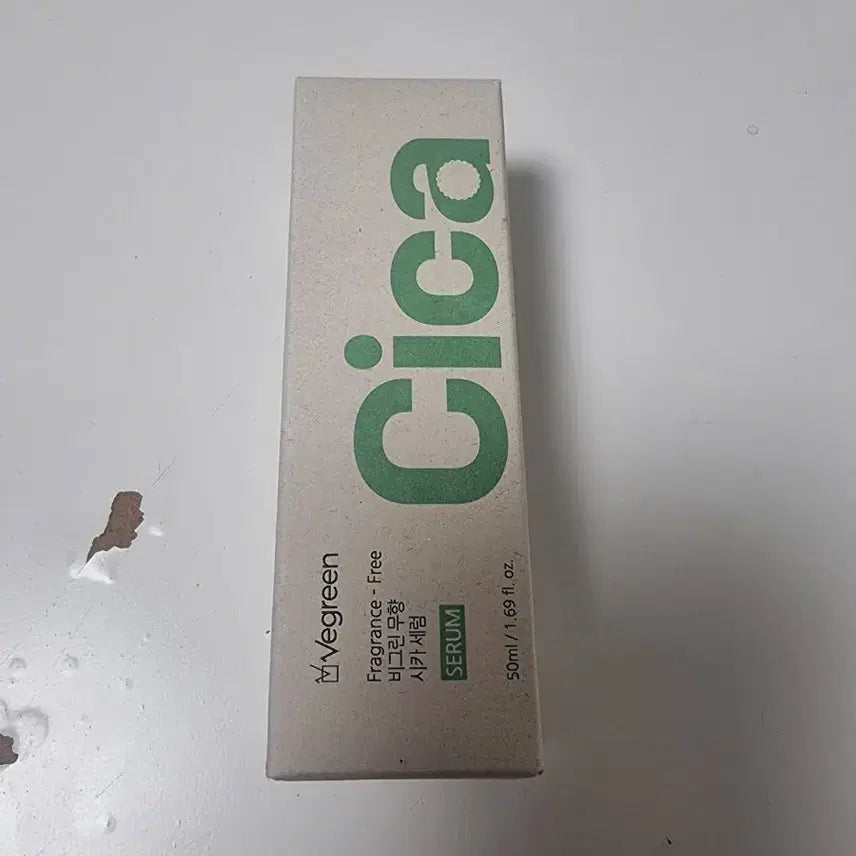 Vegreen
Fragrance - Free
비그린 무향
시카 세럼
SERUM
50ml / 1.69 fl. oz.
Cica